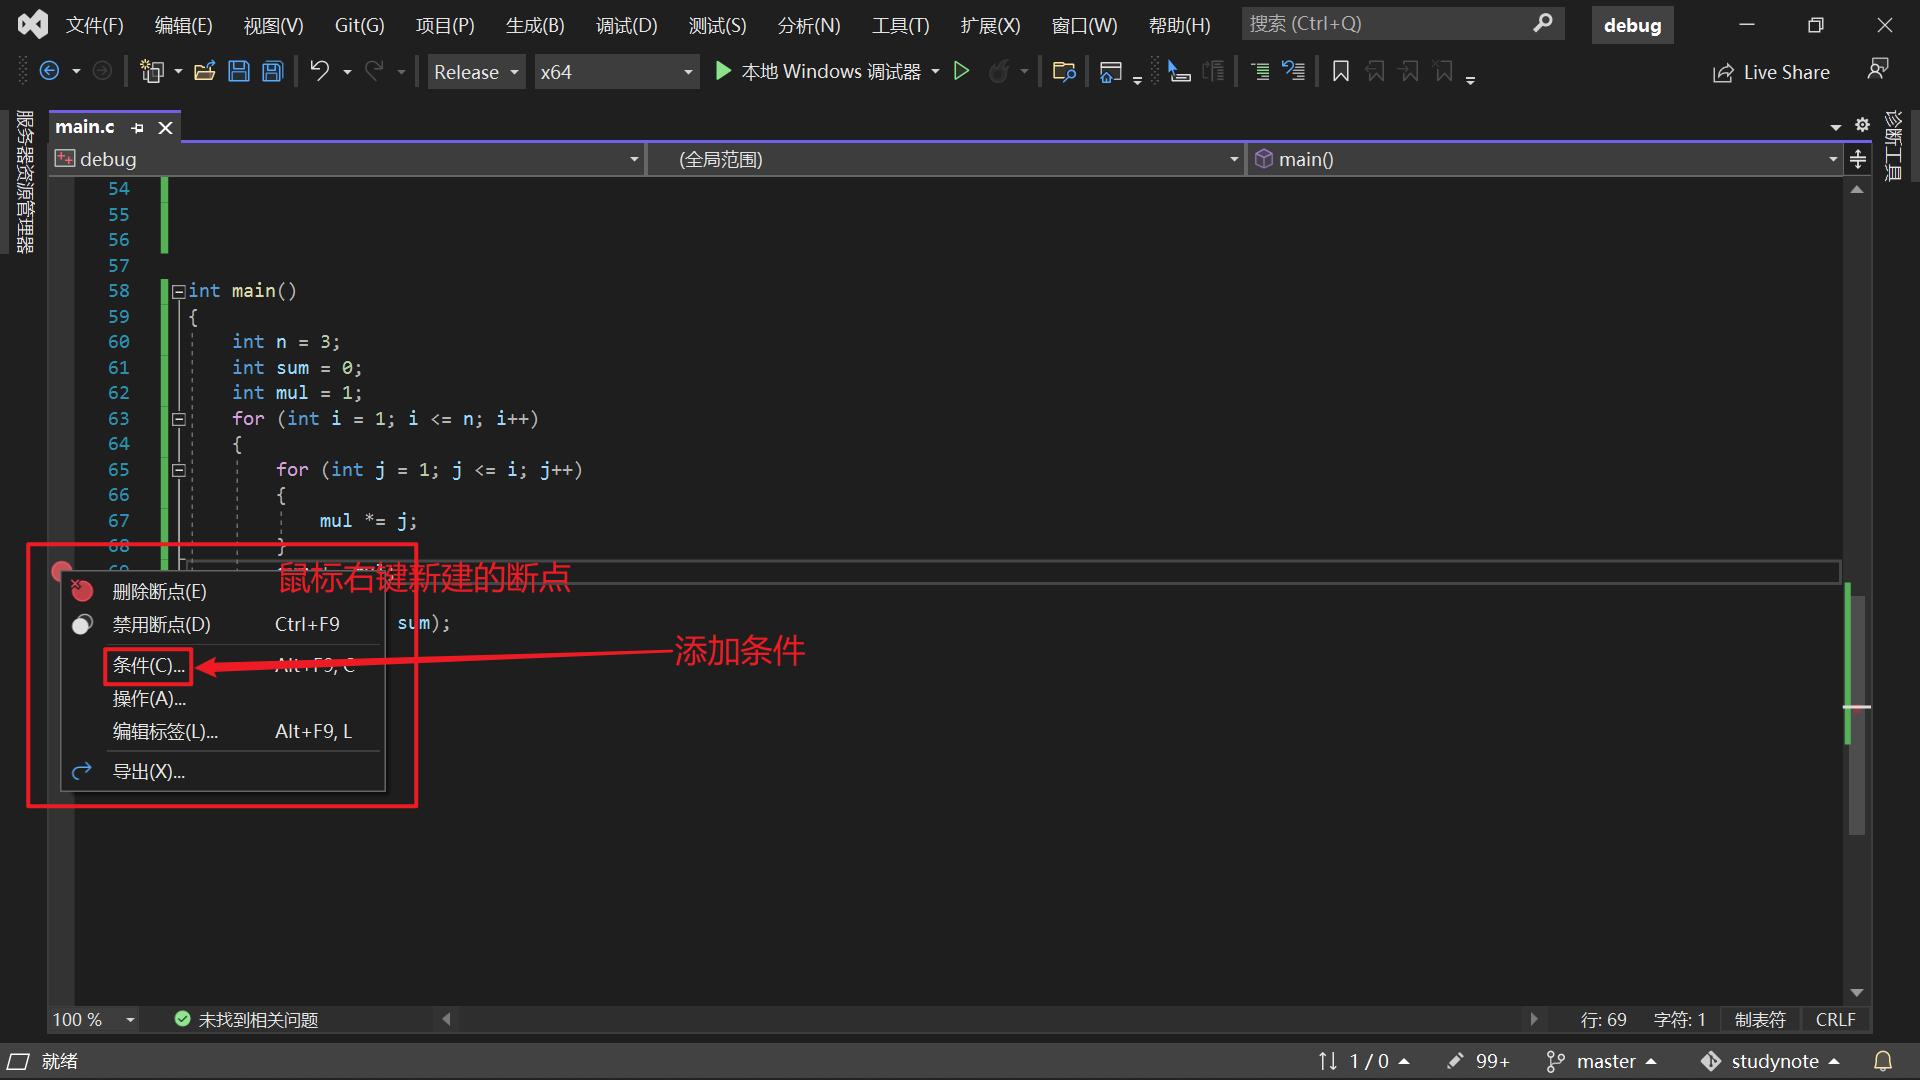 文件(F) 编辑(E) 视图(V) Git(G) 项目(P) 生成(B) 调试(D) 测试(S) 分析(N) 工具(T) 扩展(X) 窗口(W) 帮助(H) 搜索 (Ctrl+Q) debug
Release x64 本地 Windows 调试器 Live Share
服务器资源管理器
main.c
诊断工具
debug (全局范围) main()
54
55
56
57
58 int main()
59 {
60 int n = 3;
61 int sum = 0;
62 int mul = 1;
63 for (int i = 1; i <= n; i++)
64 {
65 for (int j = 1; j <= i; j++)
66 {
67 mul *= j;
68 }
69
鼠标右键新建的断点
删除断点(E)
禁用断点(D) Ctrl+F9
sum);
条件(C)... Alt+F9, C
添加条件
操作(A)...
编辑标签(L)... Alt+F9, L
导出(X)...
100 % 未找到相关问题 行: 69 字符: 1 制表符 CRLF
就绪 1 / 0 99+ master studynote